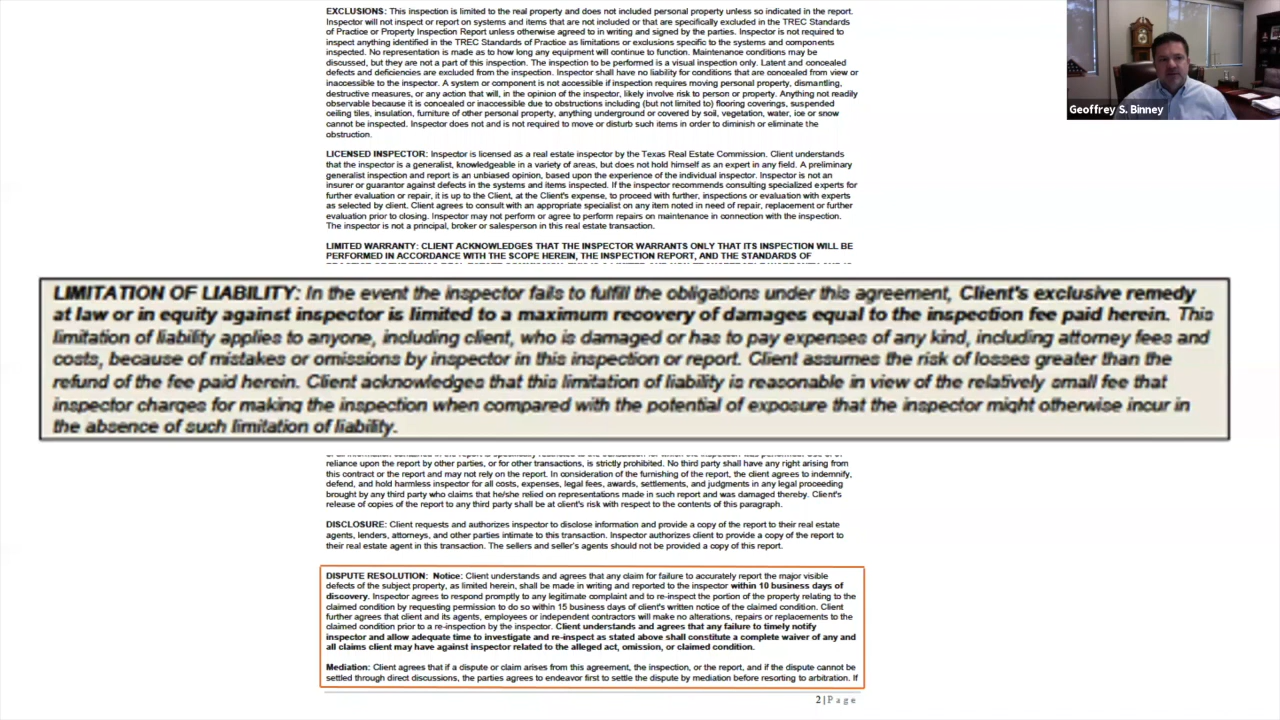 EXCLUSIONS: This inspection is limited to the real property and does not included personal property unless so indicated in the report.
Inspector will not inspect or report on systems and items that are not included or that are specifically excluded in the TREC Standards
of Practice or Property Inspection Report unless otherwise agreed to in writing and signed by the parties. Inspector is not required to
inspect anything identified in the TREC Standards of Practice as limitations or exclusions specific to the systems and components
inspected. No representation is made as to how long any equipment will continue to function. Maintenance conditions may be
discussed, but they are not a part of this inspection. The inspection to be performed is a visual inspection only. Latent and concealed
defects and deficiencies are excluded from the inspection. Inspector shall have no liability for conditions that are concealed from view or
inaccessible to the inspector. A system or component is not accessible if inspection requires moving personal property, dismantling,
destructive measures, or any action that will, in the opinion of the inspector, likely involve risk to person or property. Anything not readily
observable because it is concealed or inaccessible due to obstructions including (but not limited to) flooring coverings, suspended
ceiling tiles, insulation, furniture of other personal property, anything underground or covered by soil, vegetation, water, ice or snow
cannot be inspected. Inspector does not and is not required to move or disturb such items in order to diminish or eliminate the
obstruction.
Geoffrey S. Binney
LICENSED INSPECTOR: Inspector is licensed as a real estate inspector by the Texas Real Estate Commission. Client understands
that the inspector is a generalist, knowledgeable in a variety of areas, but does not hold himself as an expert in any field. A preliminary
generalist inspection and report is an unbiased opinion, based upon the experience of the individual inspector. Inspector is not an
insurer or guarantor against defects in the systems and items inspected. If the inspector recommends consulting specialized experts for
further evaluation or repair, it is up to the Client, at the Client's expense, to proceed with further, inspections or evaluation with experts
as selected by client. Client agrees to consult with an appropriate specialist on any item noted in need of repair, replacement or further
evaluation prior to closing. Inspector may not perform or agree to perform repairs on maintenance in connection with the inspection.
The inspector is not a principal, broker or salesperson in this real estate transaction.
LIMITED WARRANTY: CLIENT ACKNOWLEDGES THAT THE INSPECTOR WARRANTS ONLY THAT ITS INSPECTION WILL BE
PERFORMED IN ACCORDANCE WITH THE SCOPE HEREIN, THE INSPECTION REPORT, AND THE STANDARDS OF
LIMITATION OF LIABILITY: In the event the inspector fails to fulfill the obligations under this agreement, Client's exclusive remedy
at law or in equity against inspector is limited to a maximum recovery of damages equal to the inspection fee paid herein. This
limitation of liability applies to anyone, including client, who is damaged or has to pay expenses of any kind, including attorney fees and
costs, because of mistakes or omissions by inspector in this inspection or report. Client assumes the risk of losses greater than the
refund of the fee paid herein. Client acknowledges that this limitation of liability is reasonable in view of the relatively small fee that
inspector charges for making the inspection when compared with the potential of exposure that the inspector might otherwise incur in
the absence of such limitation of liability.
reliance upon the report by other parties, or for other transactions, is strictly prohibited. No third party shall have any right arising from
this contract or the report and may not rely on the report. In consideration of the furnishing of the report, the client agrees to indemnify,
defend, and hold harmless inspector for all costs, expenses, legal fees, awards, settlements, and judgments in any legal proceeding
brought by any third party who claims that he/she relied on representations made in such report and was damaged thereby. Client's
release of copies of the report to any third party shall be at client's risk with respect to the contents of this paragraph.
DISCLOSURE: Client requests and authorizes inspector to disclose information and provide a copy of the report to their real estate
agents, lenders, attorneys, and other parties intimate to this transaction. Inspector authorizes client to provide a copy of the report to
their real estate agent in this transaction. The sellers and seller's agents should not be provided a copy of this report.
DISPUTE RESOLUTION: Notice: Client understands and agrees that any claim for failure to accurately report the major visible
defects of the subject property, as limited herein, shall be made in writing and reported to the inspector within 10 business days of
discovery. Inspector agrees to respond promptly to any legitimate complaint and to re-inspect the portion of the property relating to the
claimed condition by requesting permission to do so within 15 business days of client's written notice of the claimed condition. Client
further agrees that client and its agents, employees or independent contractors will make no alterations, repairs or replacements to the
claimed condition prior to a re-inspection by the inspector. Client understands and agrees that any failure to timely notify
inspector and allow adequate time to investigate and re-inspect as stated above shall constitute a complete waiver of any and
all claims client may have against inspector related to the alleged act, omission, or claimed condition.
Mediation: Client agrees that if a dispute or claim arises from this agreement, the inspection, or the report, and if the dispute cannot be
settled through direct discussions, the parties agrees to endeavor first to settle the dispute by mediation before resorting to arbitration. If
2 | P a g e